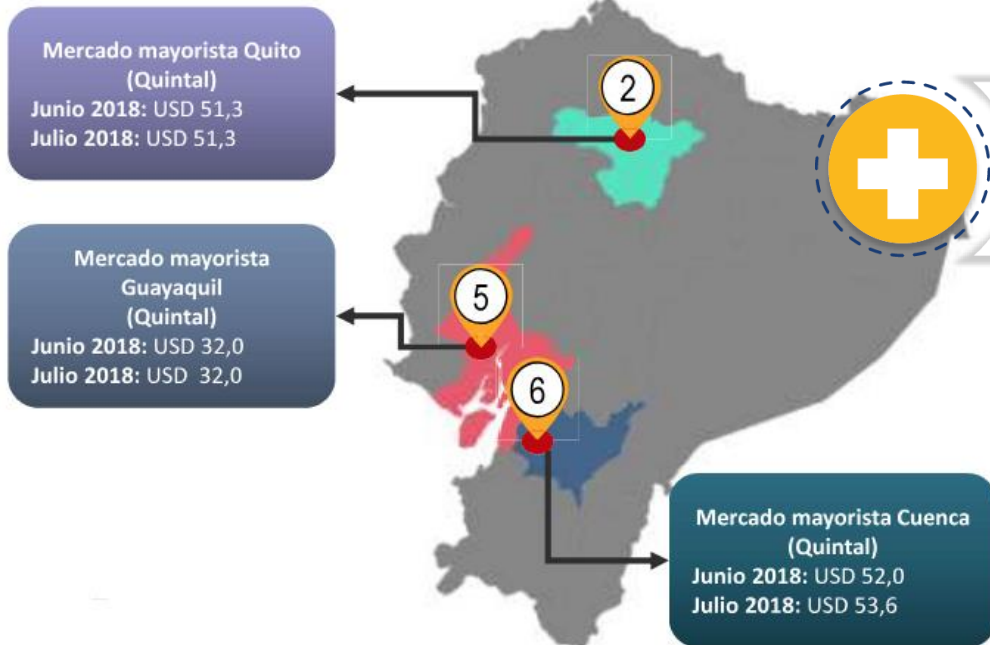 Mercado mayorista Quito
(Quintal)
Junio 2018: USD 51,3
Julio 2018: USD 51,3
2
Mercado mayorista
Guayaquil
(Quintal)
Junio 2018: USD 32,0
Julio 2018: USD  32,0
5
6
Mercado mayorista Cuenca
(Quintal)
Junio 2018: USD 52,0
Julio 2018: USD 53,6